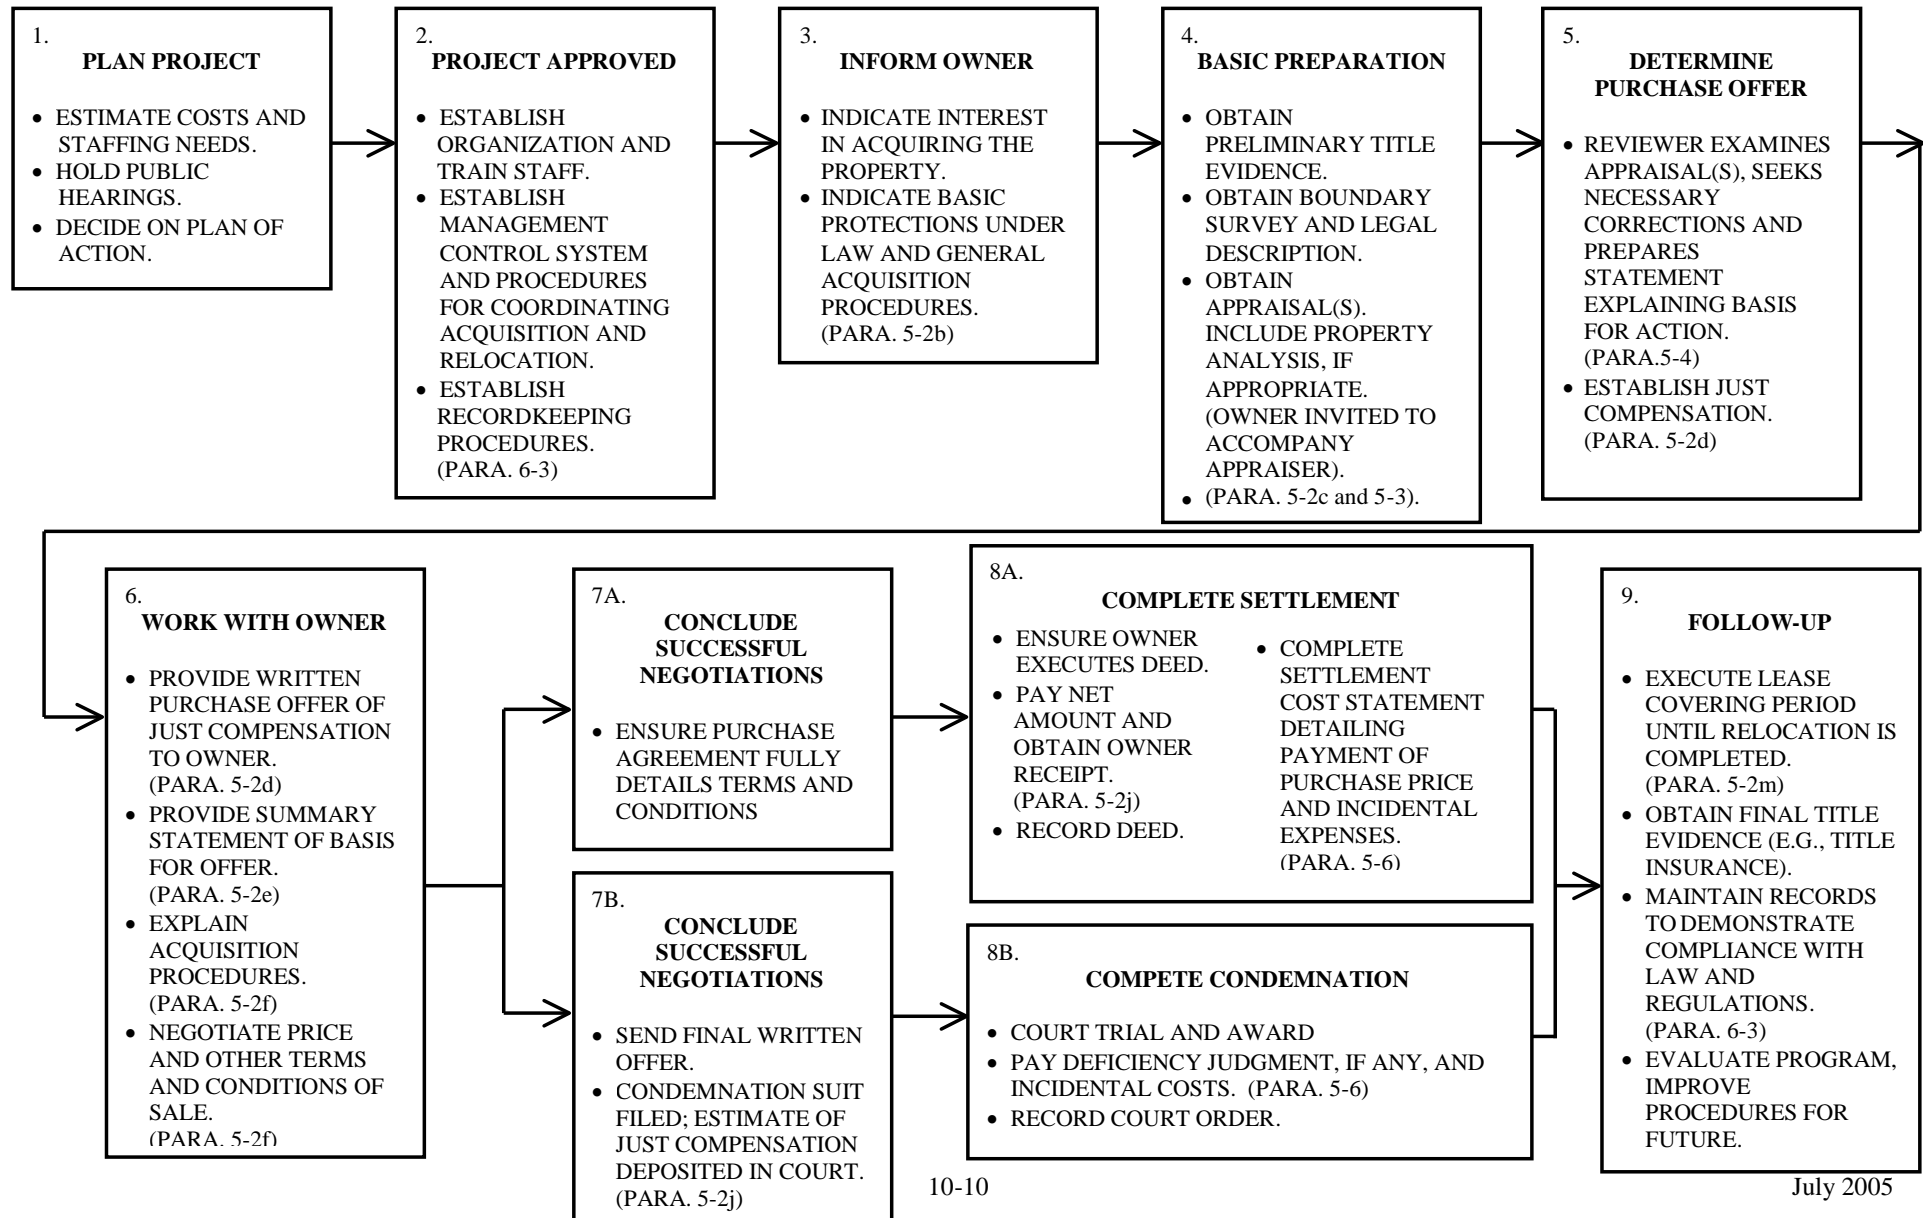 1.
PLAN PROJECT
• ESTIMATE COSTS AND
STAFFING NEEDS.
• HOLD PUBLIC
HEARINGS.
• DECIDE ON PLAN OF
ACTION.
2.
PROJECT APPROVED
• ESTABLISH
ORGANIZATION AND
TRAIN STAFF.
• ESTABLISH
MANAGEMENT
CONTROL SYSTEM
AND PROCEDURES
FOR COORDINATING
ACQUISITION AND
RELOCATION.
• ESTABLISH
RECORDKEEPING
PROCEDURES.
(PARA. 6-3)
3.
INFORM OWNER
• INDICATE INTEREST
IN ACQUIRING THE
PROPERTY.
• INDICATE BASIC
PROTECTIONS UNDER
LAW AND GENERAL
ACQUISITION
PROCEDURES.
(PARA. 5-2b)
4.
BASIC PREPARATION
• OBTAIN
PRELIMINARY TITLE
EVIDENCE.
• OBTAIN BOUNDARY
SURVEY AND LEGAL
DESCRIPTION.
• OBTAIN
APPRAISAL(S).
INCLUDE PROPERTY
ANALYSIS, IF
APPROPRIATE.
(OWNER INVITED TO
ACCOMPANY
APPRAISER).
• (PARA. 5-2c and 5-3).
5.
DETERMINE
PURCHASE OFFER
• REVIEWER EXAMINES
APPRAISAL(S), SEEKS
NECESSARY
CORRECTIONS AND
PREPARES
STATEMENT
EXPLAINING BASIS
FOR ACTION.
(PARA.5-4)
• ESTABLISH JUST
COMPENSATION.
(PARA. 5-2d)
6.
WORK WITH OWNER
• PROVIDE WRITTEN
PURCHASE OFFER OF
JUST COMPENSATION
TO OWNER.
(PARA. 5-2d)
• PROVIDE SUMMARY
STATEMENT OF BASIS
FOR OFFER.
(PARA. 5-2e)
• EXPLAIN
ACQUISITION
PROCEDURES.
(PARA. 5-2f)
• NEGOTIATE PRICE
AND OTHER TERMS
AND CONDITIONS OF
SALE.
(PARA. 5-2f)
7A.
CONCLUDE
SUCCESSFUL
NEGOTIATIONS
• ENSURE PURCHASE
AGREEMENT FULLY
DETAILS TERMS AND
CONDITIONS
7B.
CONCLUDE
SUCCESSFUL
NEGOTIATIONS
• SEND FINAL WRITTEN
OFFER.
• CONDEMNATION SUIT
FILED; ESTIMATE OF
JUST COMPENSATION
DEPOSITED IN COURT.
(PARA. 5-2j)
8A.
COMPLETE SETTLEMENT
• ENSURE OWNER
EXECUTES DEED.
• PAY NET
AMOUNT AND
OBTAIN OWNER
RECEIPT.
(PARA. 5-2j)
• RECORD DEED.
• COMPLETE
SETTLEMENT
COST STATEMENT
DETAILING
PAYMENT OF
PURCHASE PRICE
AND INCIDENTAL
EXPENSES.
(PARA. 5-6)
8B.
COMPETE CONDEMNATION
• COURT TRIAL AND AWARD
• PAY DEFICIENCY JUDGMENT, IF ANY, AND
INCIDENTAL COSTS. (PARA. 5-6)
• RECORD COURT ORDER.
9.
FOLLOW-UP
• EXECUTE LEASE
COVERING PERIOD
UNTIL RELOCATION IS
COMPLETED.
(PARA. 5-2m)
• OBTAIN FINAL TITLE
EVIDENCE (E.G., TITLE
INSURANCE).
• MAINTAIN RECORDS
TO DEMONSTRATE
COMPLIANCE WITH
LAW AND
REGULATIONS.
(PARA. 6-3)
• EVALUATE PROGRAM,
IMPROVE
PROCEDURES FOR
FUTURE.
10-10
July 2005